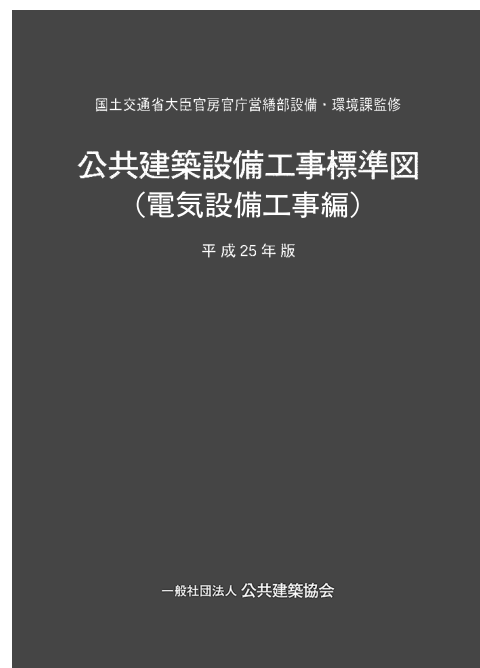 国土交通省大臣官房官庁営繕部設備・環境課監修
公共建築設備工事標準図
（電気設備工事編）
平成25年版
一般社団法人 公共建築協会